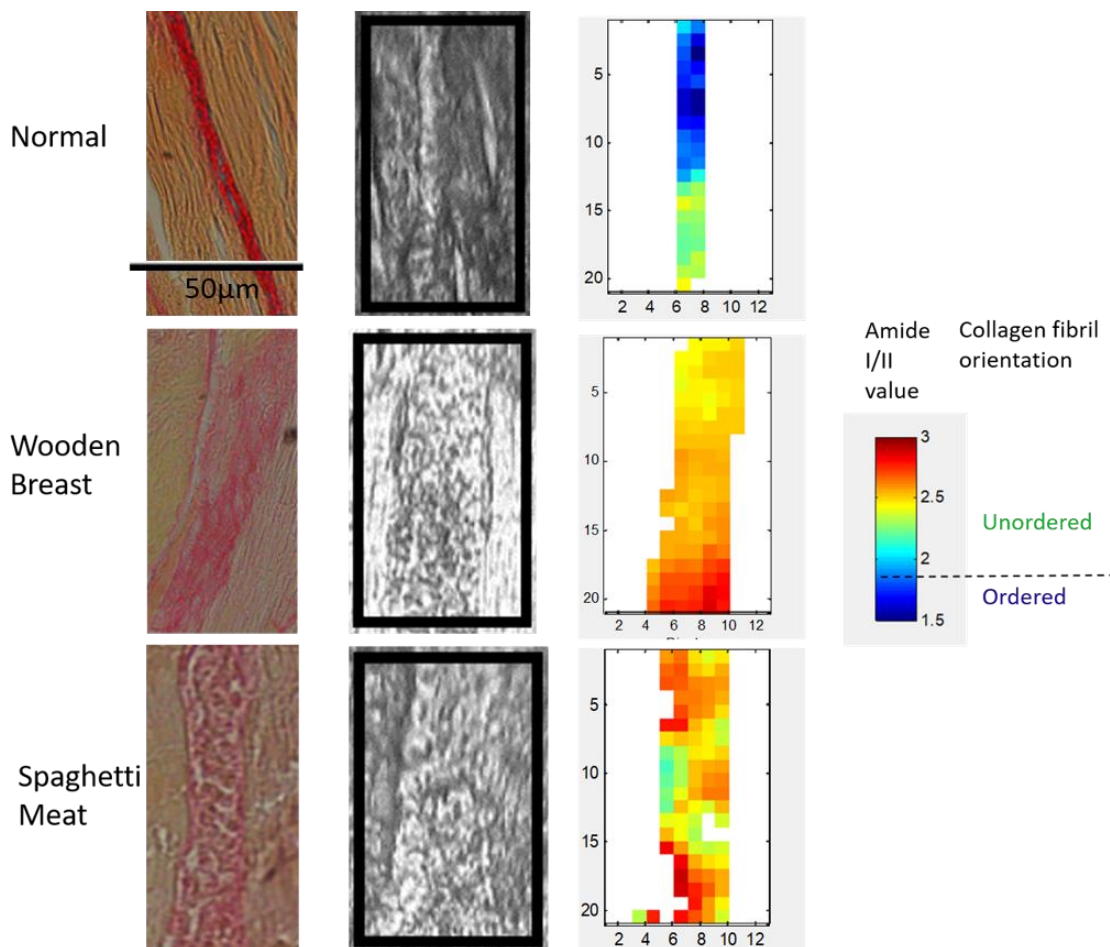 Normal
50µm
5
10
15
20
2 4 6 8 10 12
Wooden
Breast
5
10
15
20
2 4 6 8 10 12
Spaghetti
Meat
5
10
15
20
2 4 6 8 10 12
Amide
I/II
value
Collagen fibril
orientation
3
2.5
2
1.5
Unordered
Ordered